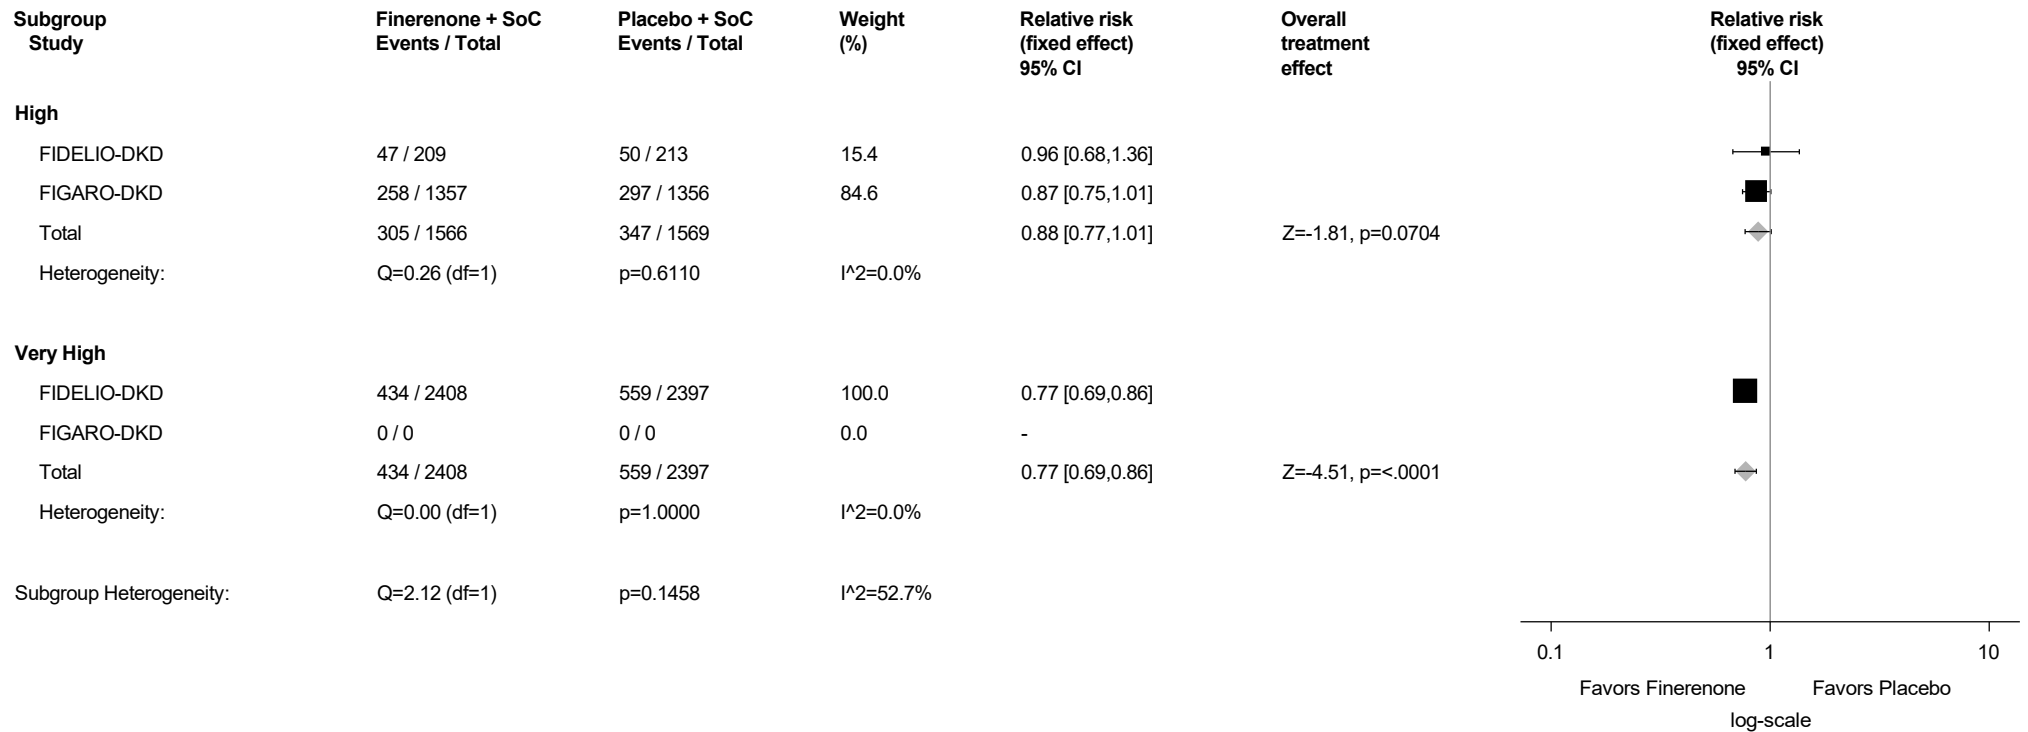 Subgroup Finerenone + SoC Placebo + SoC Weight Relative risk Overall Relative risk
Study Events / Total Events / Total (%) (fixed effect) treatment (fixed effect)
95% CI effect 95% CI
High
FIDELIO-DKD 47 / 209 50 / 213 15.4 0.96 [0.68,1.36]
FIGARO-DKD 258 / 1357 297 / 1356 84.6 0.87 [0.75,1.01]
Total 305 / 1566 347 / 1569 0.88 [0.77,1.01] Z=-1.81, p=0.0704
Heterogeneity: Q=0.26 (df=1) p=0.6110 I^2=0.0%
Very High
FIDELIO-DKD 434 / 2408 559 / 2397 100.0 0.77 [0.69,0.86]
FIGARO-DKD 0 / 0 0 / 0 0.0 -
Total 434 / 2408 559 / 2397 0.77 [0.69,0.86] Z=-4.51, p=<.0001
Heterogeneity: Q=0.00 (df=1) p=1.0000 I^2=0.0%
Subgroup Heterogeneity: Q=2.12 (df=1) p=0.1458 I^2=52.7%
0.1 1 10
Favors Finerenone Favors Placebo
log-scale